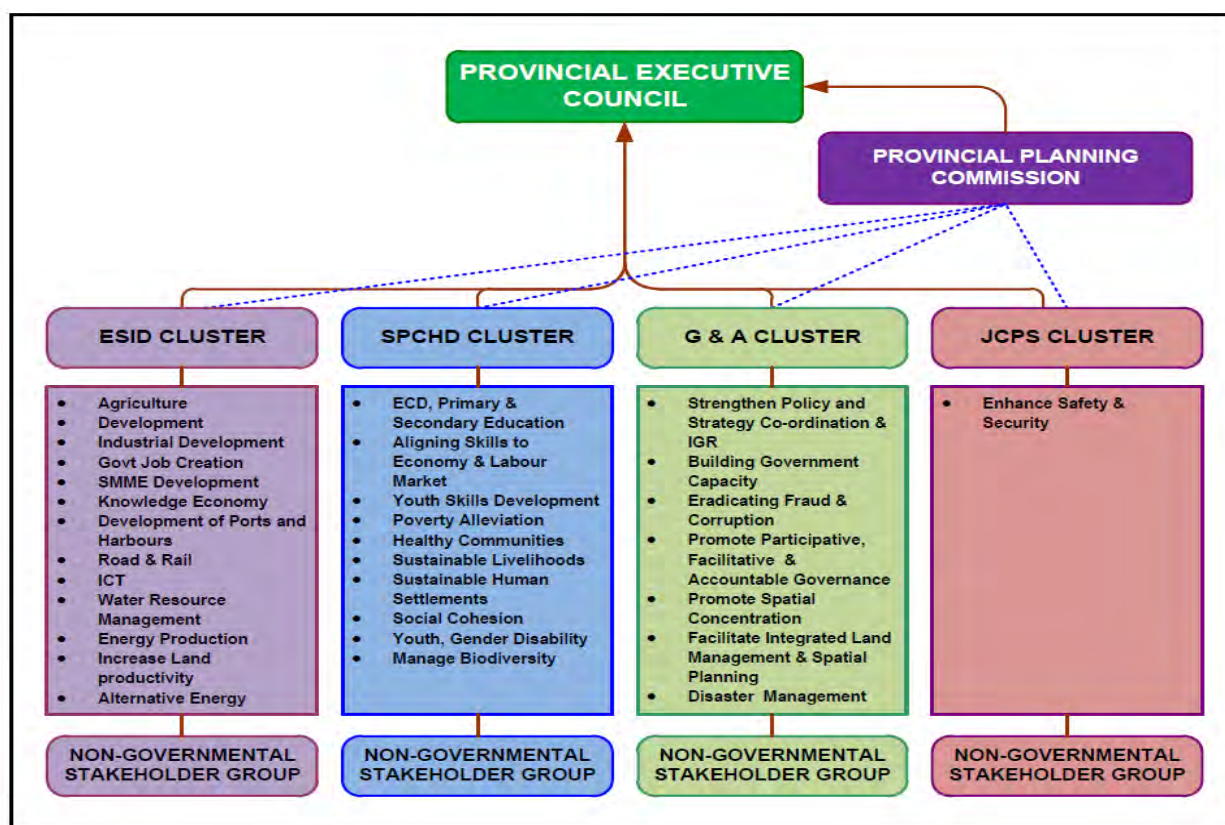 PROVINCIAL EXECUTIVE
COUNCIL
PROVINCIAL PLANNING
COMMISSION
ESID CLUSTER
SPCHD CLUSTER
G & A CLUSTER
JCPS CLUSTER
• Agriculture
• Development
• Industrial Development
• Govt Job Creation
• SMME Development
• Knowledge Economy
• Development of Ports and
Harbours
• Road & Rail
• ICT
• Water Resource
Management
• Energy Production
• Increase Land
productivity
• Alternative Energy
• ECD, Primary &
Secondary Education
• Aligning Skills to
Economy & Labour
Market
• Youth Skills Development
• Poverty Alleviation
• Healthy Communities
• Sustainable Livelihoods
• Sustainable Human
Settlements
• Social Cohesion
• Youth, Gender Disability
• Manage Biodiversity
• Strengthen Policy and
Strategy Co-ordination &
IGR
• Building Government
Capacity
• Eradicating Fraud &
Corruption
• Promote Participative,
Facilitative &
Accountable Governance
• Promote Spatial
Concentration
• Facilitate Integrated Land
Management & Spatial
Planning
• Disaster Management
• Enhance Safety &
Security
NON-GOVERNMENTAL
STAKEHOLDER GROUP
NON-GOVERNMENTAL
STAKEHOLDER GROUP
NON-GOVERNMENTAL
STAKEHOLDER GROUP
NON-GOVERNMENTAL
STAKEHOLDER GROUP